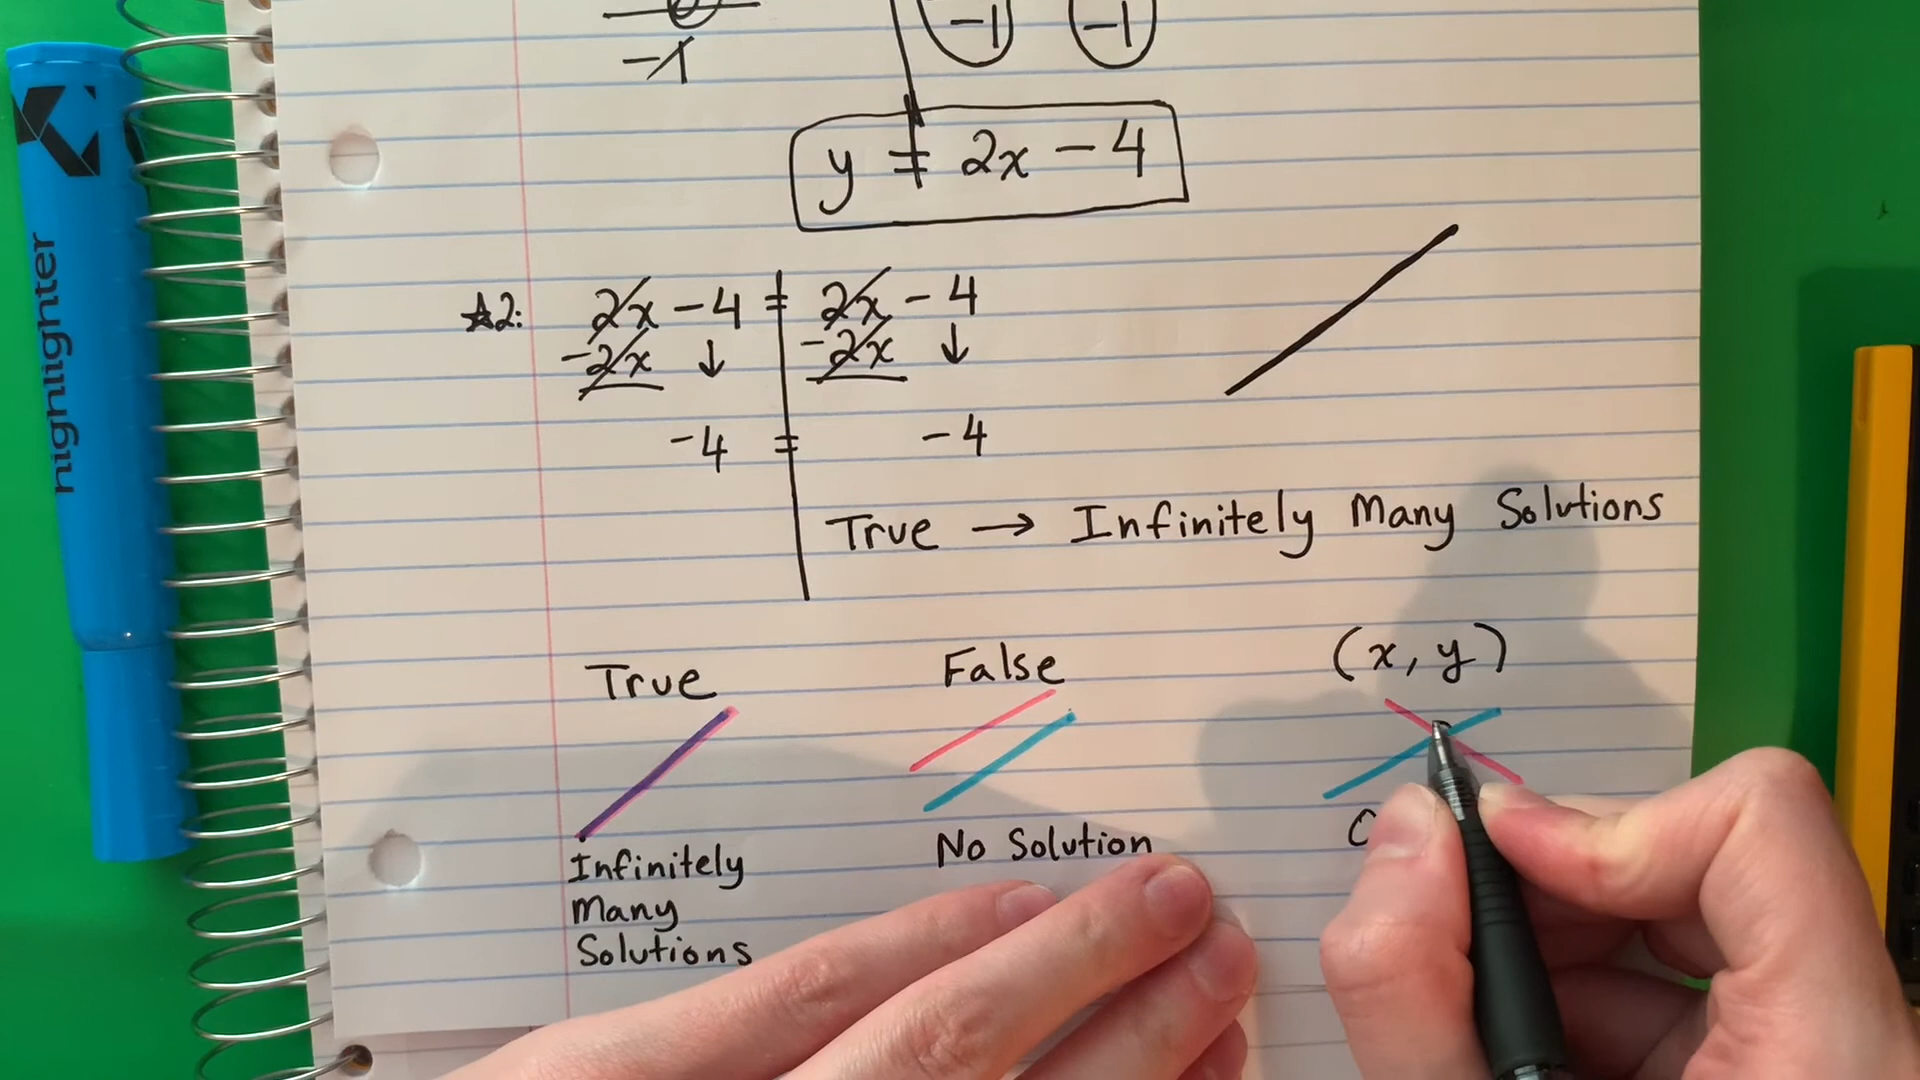 -1 -1 -1
y = 2x - 4
☆2: 2x - 4 = 2x - 4
-2x ↓ -2x ↓
-4 = -4
True → Infinitely Many Solutions
True False (x, y)
Infinitely
Many
Solutions
No Solution
highlighter